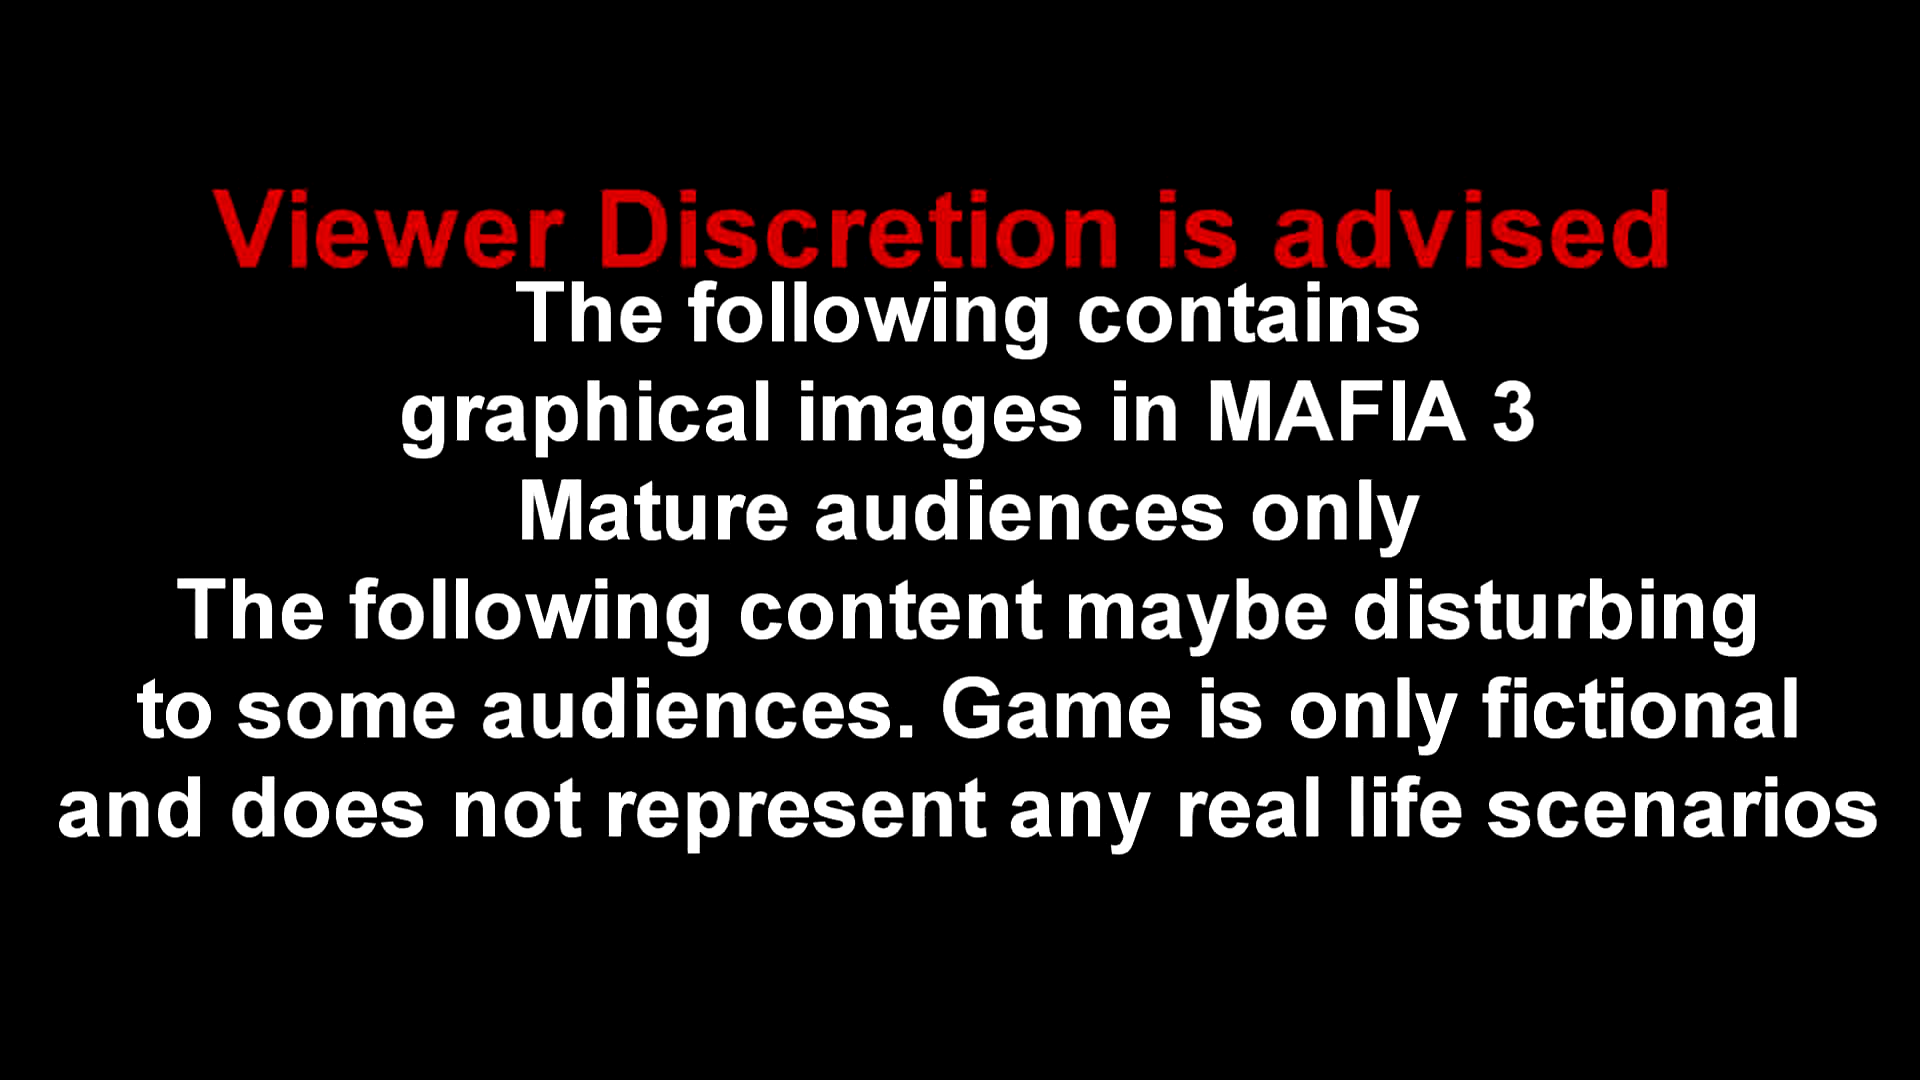 Viewer Discretion is advised
The following contains
graphical images in MAFIA 3
Mature audiences only
The following content maybe disturbing
to some audiences. Game is only fictional
and does not represent any real life scenarios